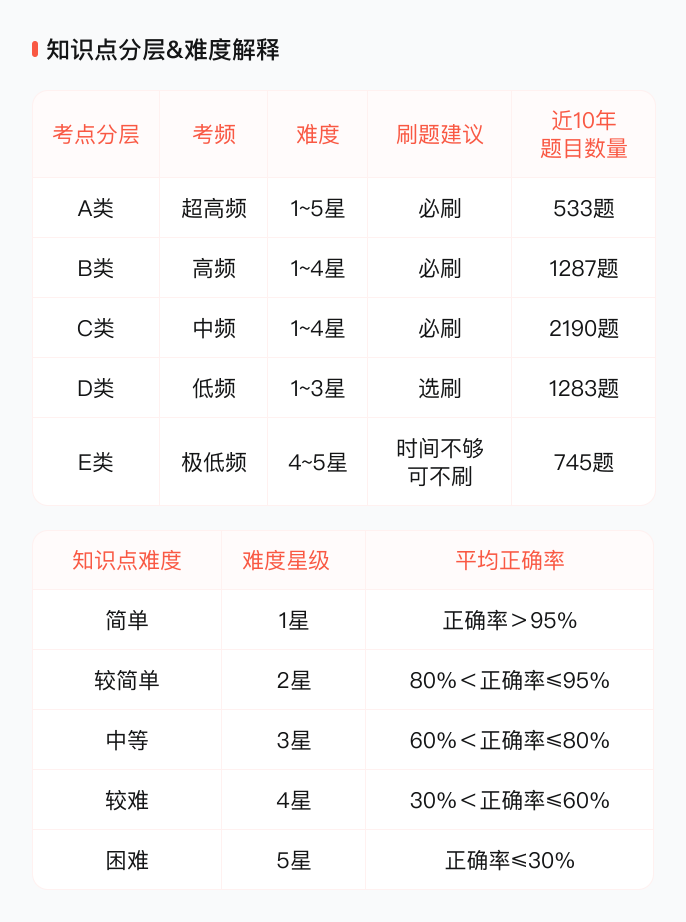 知识点分层&难度解释
考点分层 考频 难度 刷题建议 近10年
题目数量
A类 超高频 1~5星 必刷 533题
B类 高频 1~4星 必刷 1287题
C类 中频 1~4星 必刷 2190题
D类 低频 1~3星 选刷 1283题
E类 极低频 4~5星 时间不够
可不刷 745题
知识点难度 难度星级 平均正确率
简单 1星 正确率＞95%
较简单 2星 80%＜正确率⩽95%
中等 3星 60%＜正确率⩽80%
较难 4星 30%＜正确率⩽60%
困难 5星 正确率⩽30%